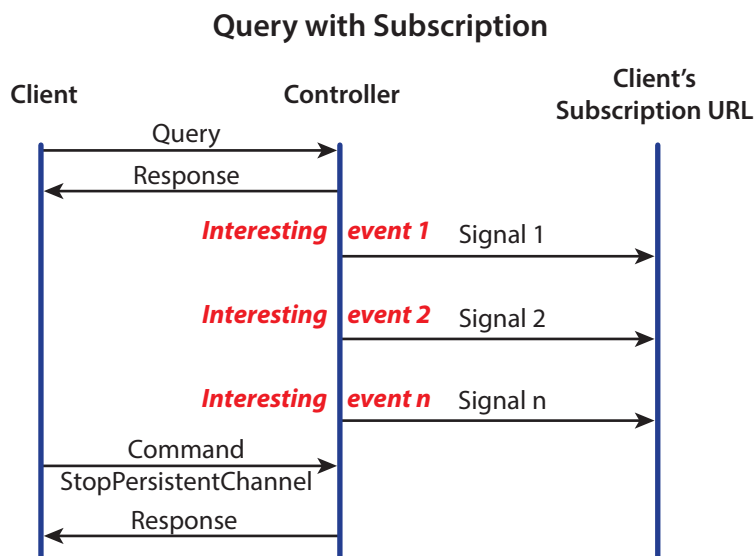 Query with Subscription
Client
Controller
Client's
Subscription URL
Query
Response
Interesting event 1 Signal 1
Interesting event 2 Signal 2
Interesting event n Signal n
Command
StopPersistentChannel
Response